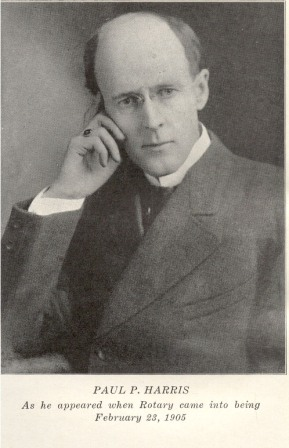 PAUL P. HARRIS
As he appeared when Rotary came into being
February 23, 1905